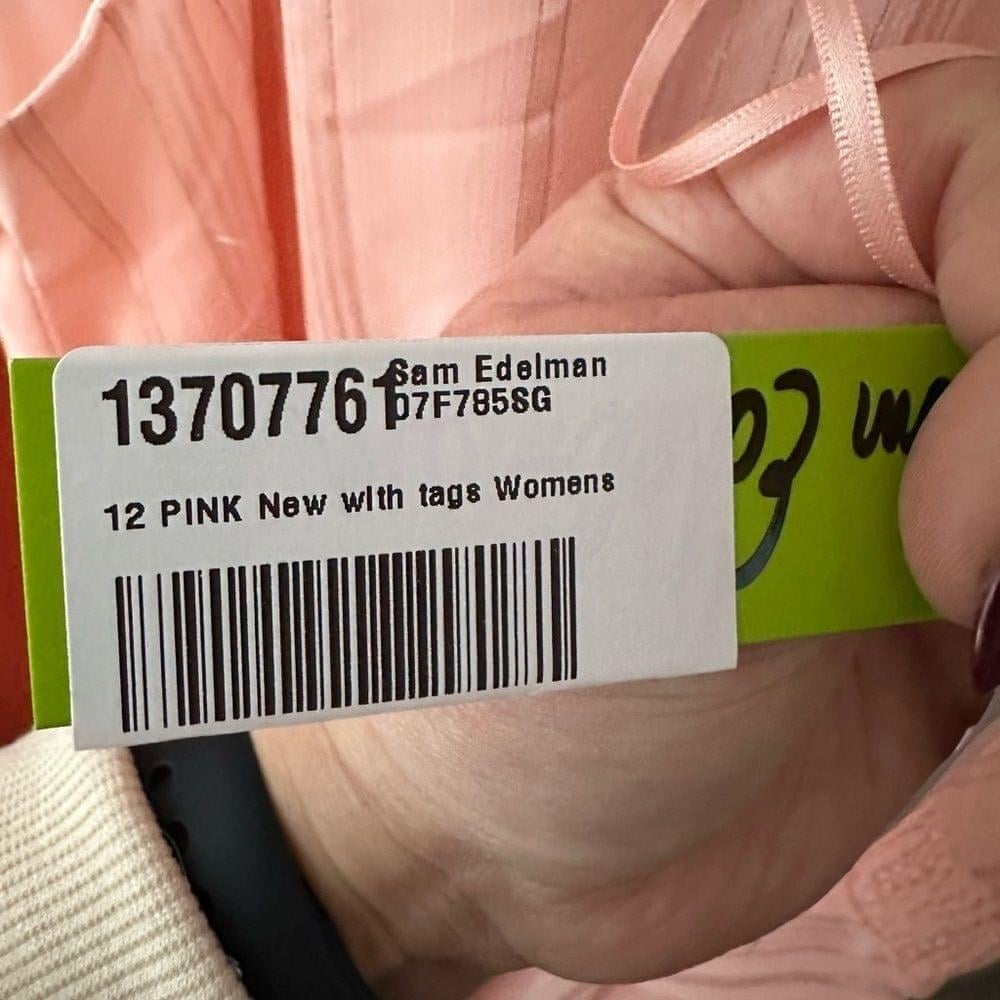 13707761
Sam Edelman
07F785SG
12 PINK New with tags Womens